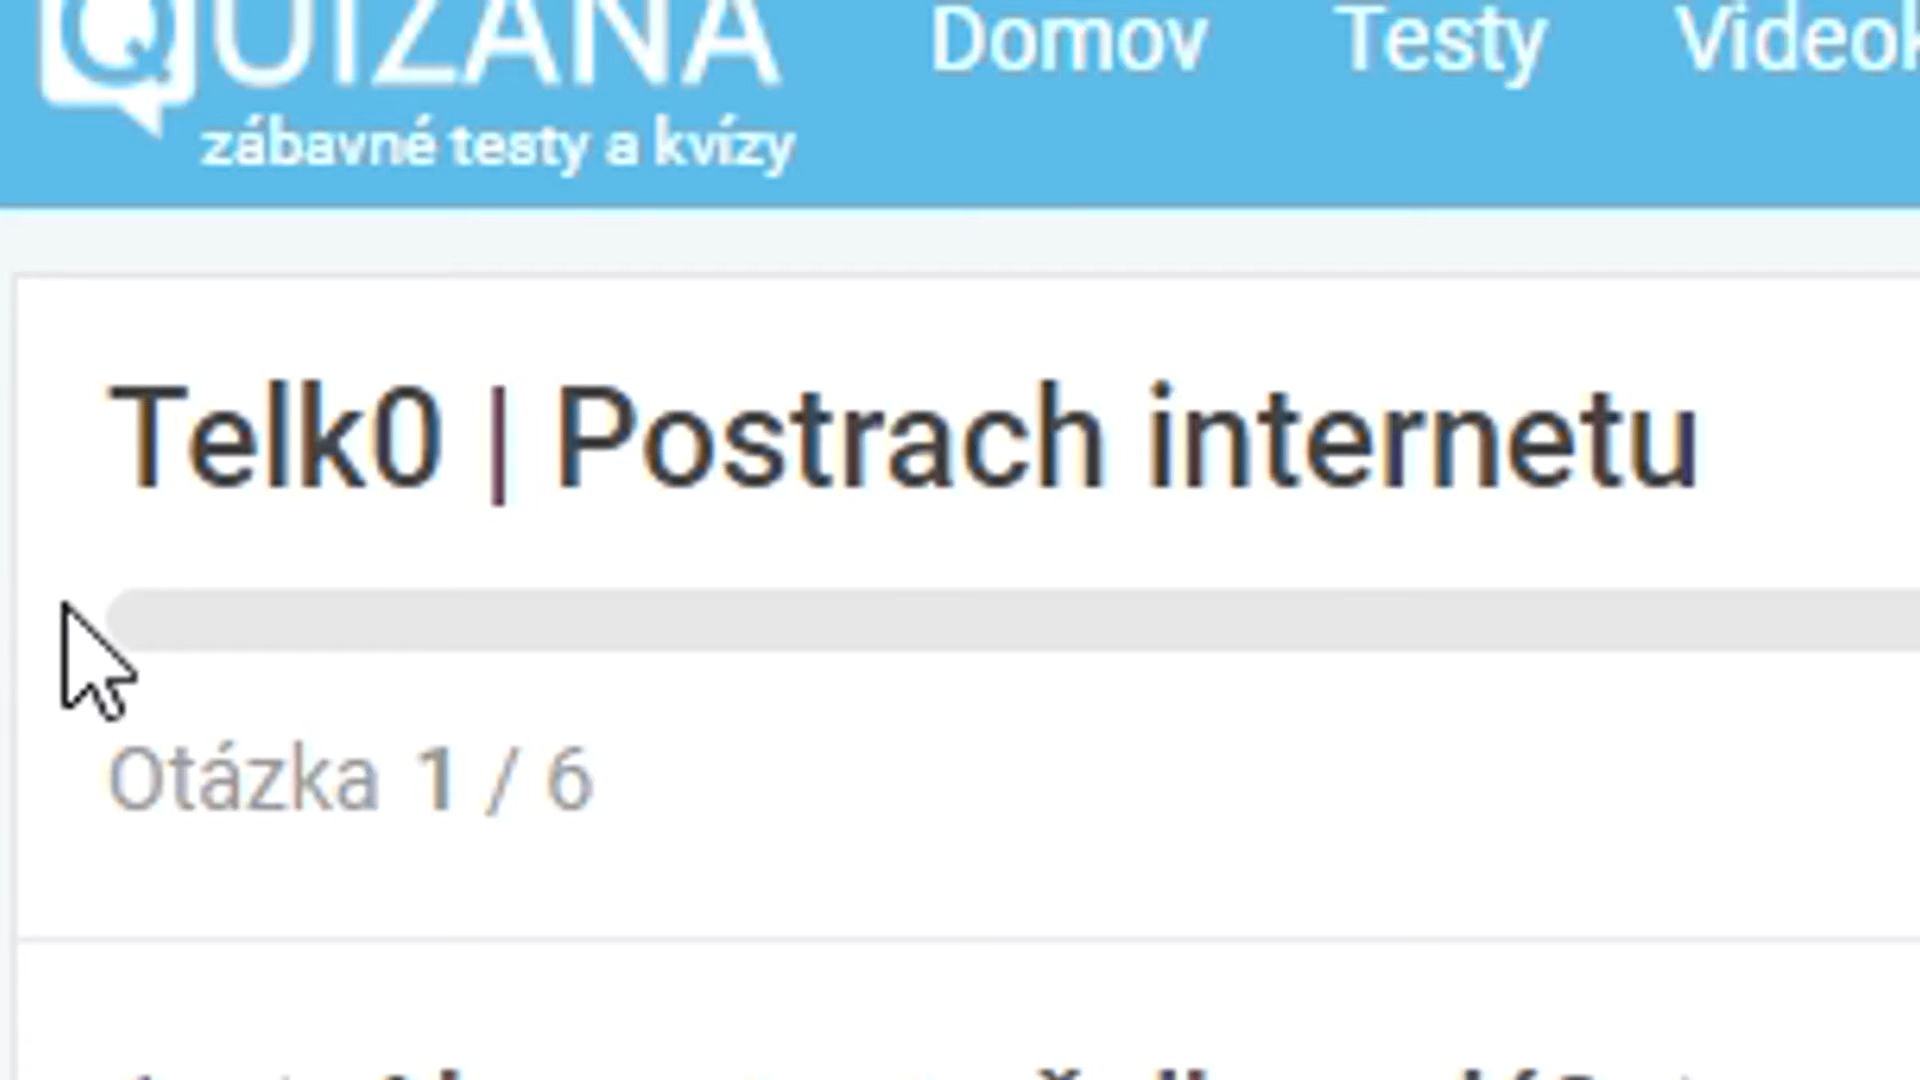 QUIZANA
zábavné testy a kvízy
Domov Testy
Telk0 | Postrach internetu
Otázka 1 / 6